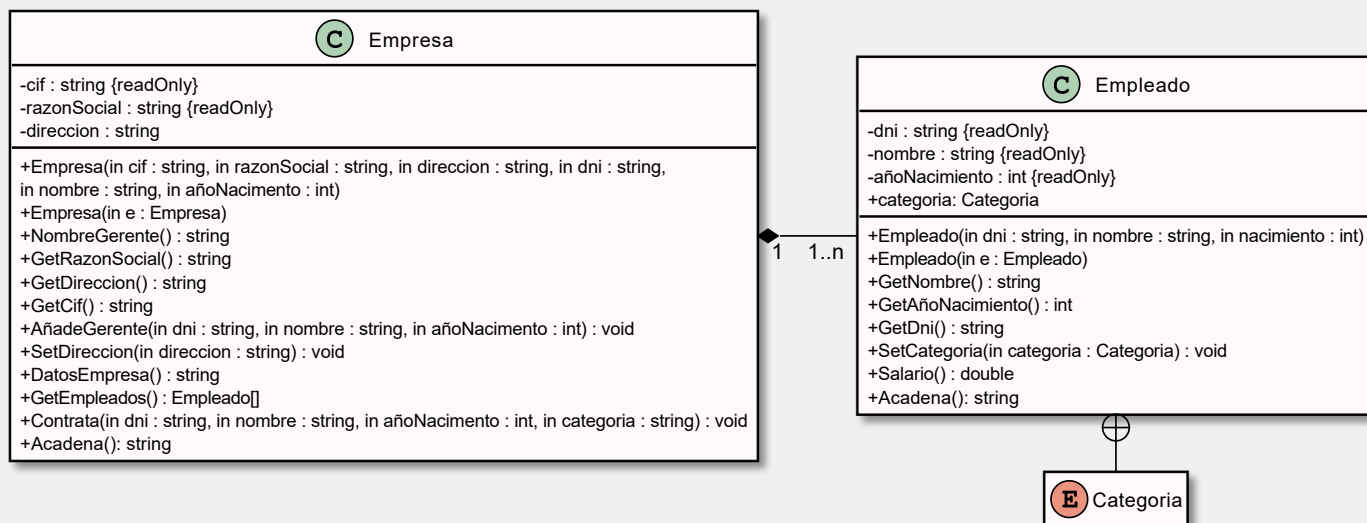 C Empresa
-cif : string {readOnly}
-razonSocial : string {readOnly}
-direccion : string
+Empresa(in cif : string, in razonSocial : string, in direccion : string, in dni : string,
in nombre : string, in añoNacimento : int)
+Empresa(in e : Empresa)
+NombreGerente() : string
+GetRazonSocial() : string
+GetDireccion() : string
+GetCif() : string
+AñadeGerente(in dni : string, in nombre : string, in añoNacimento : int) : void
+SetDireccion(in direccion : string) : void
+DatosEmpresa() : string
+GetEmpleados() : Empleado[]
+Contrata(in dni : string, in nombre : string, in añoNacimento : int, in categoria : string) : void
+Acadena(): string
1 1..n
C Empleado
-dni : string {readOnly}
-nombre : string {readOnly}
-añoNacimiento : int {readOnly}
+categoria: Categoria
+Empleado(in dni : string, in nombre : string, in nacimiento : int)
+Empleado(in e : Empleado)
+GetNombre() : string
+GetAñoNacimiento() : int
+GetDni() : string
+SetCategoria(in categoria : Categoria) : void
+Salario() : double
+Acadena(): string
E Categoria